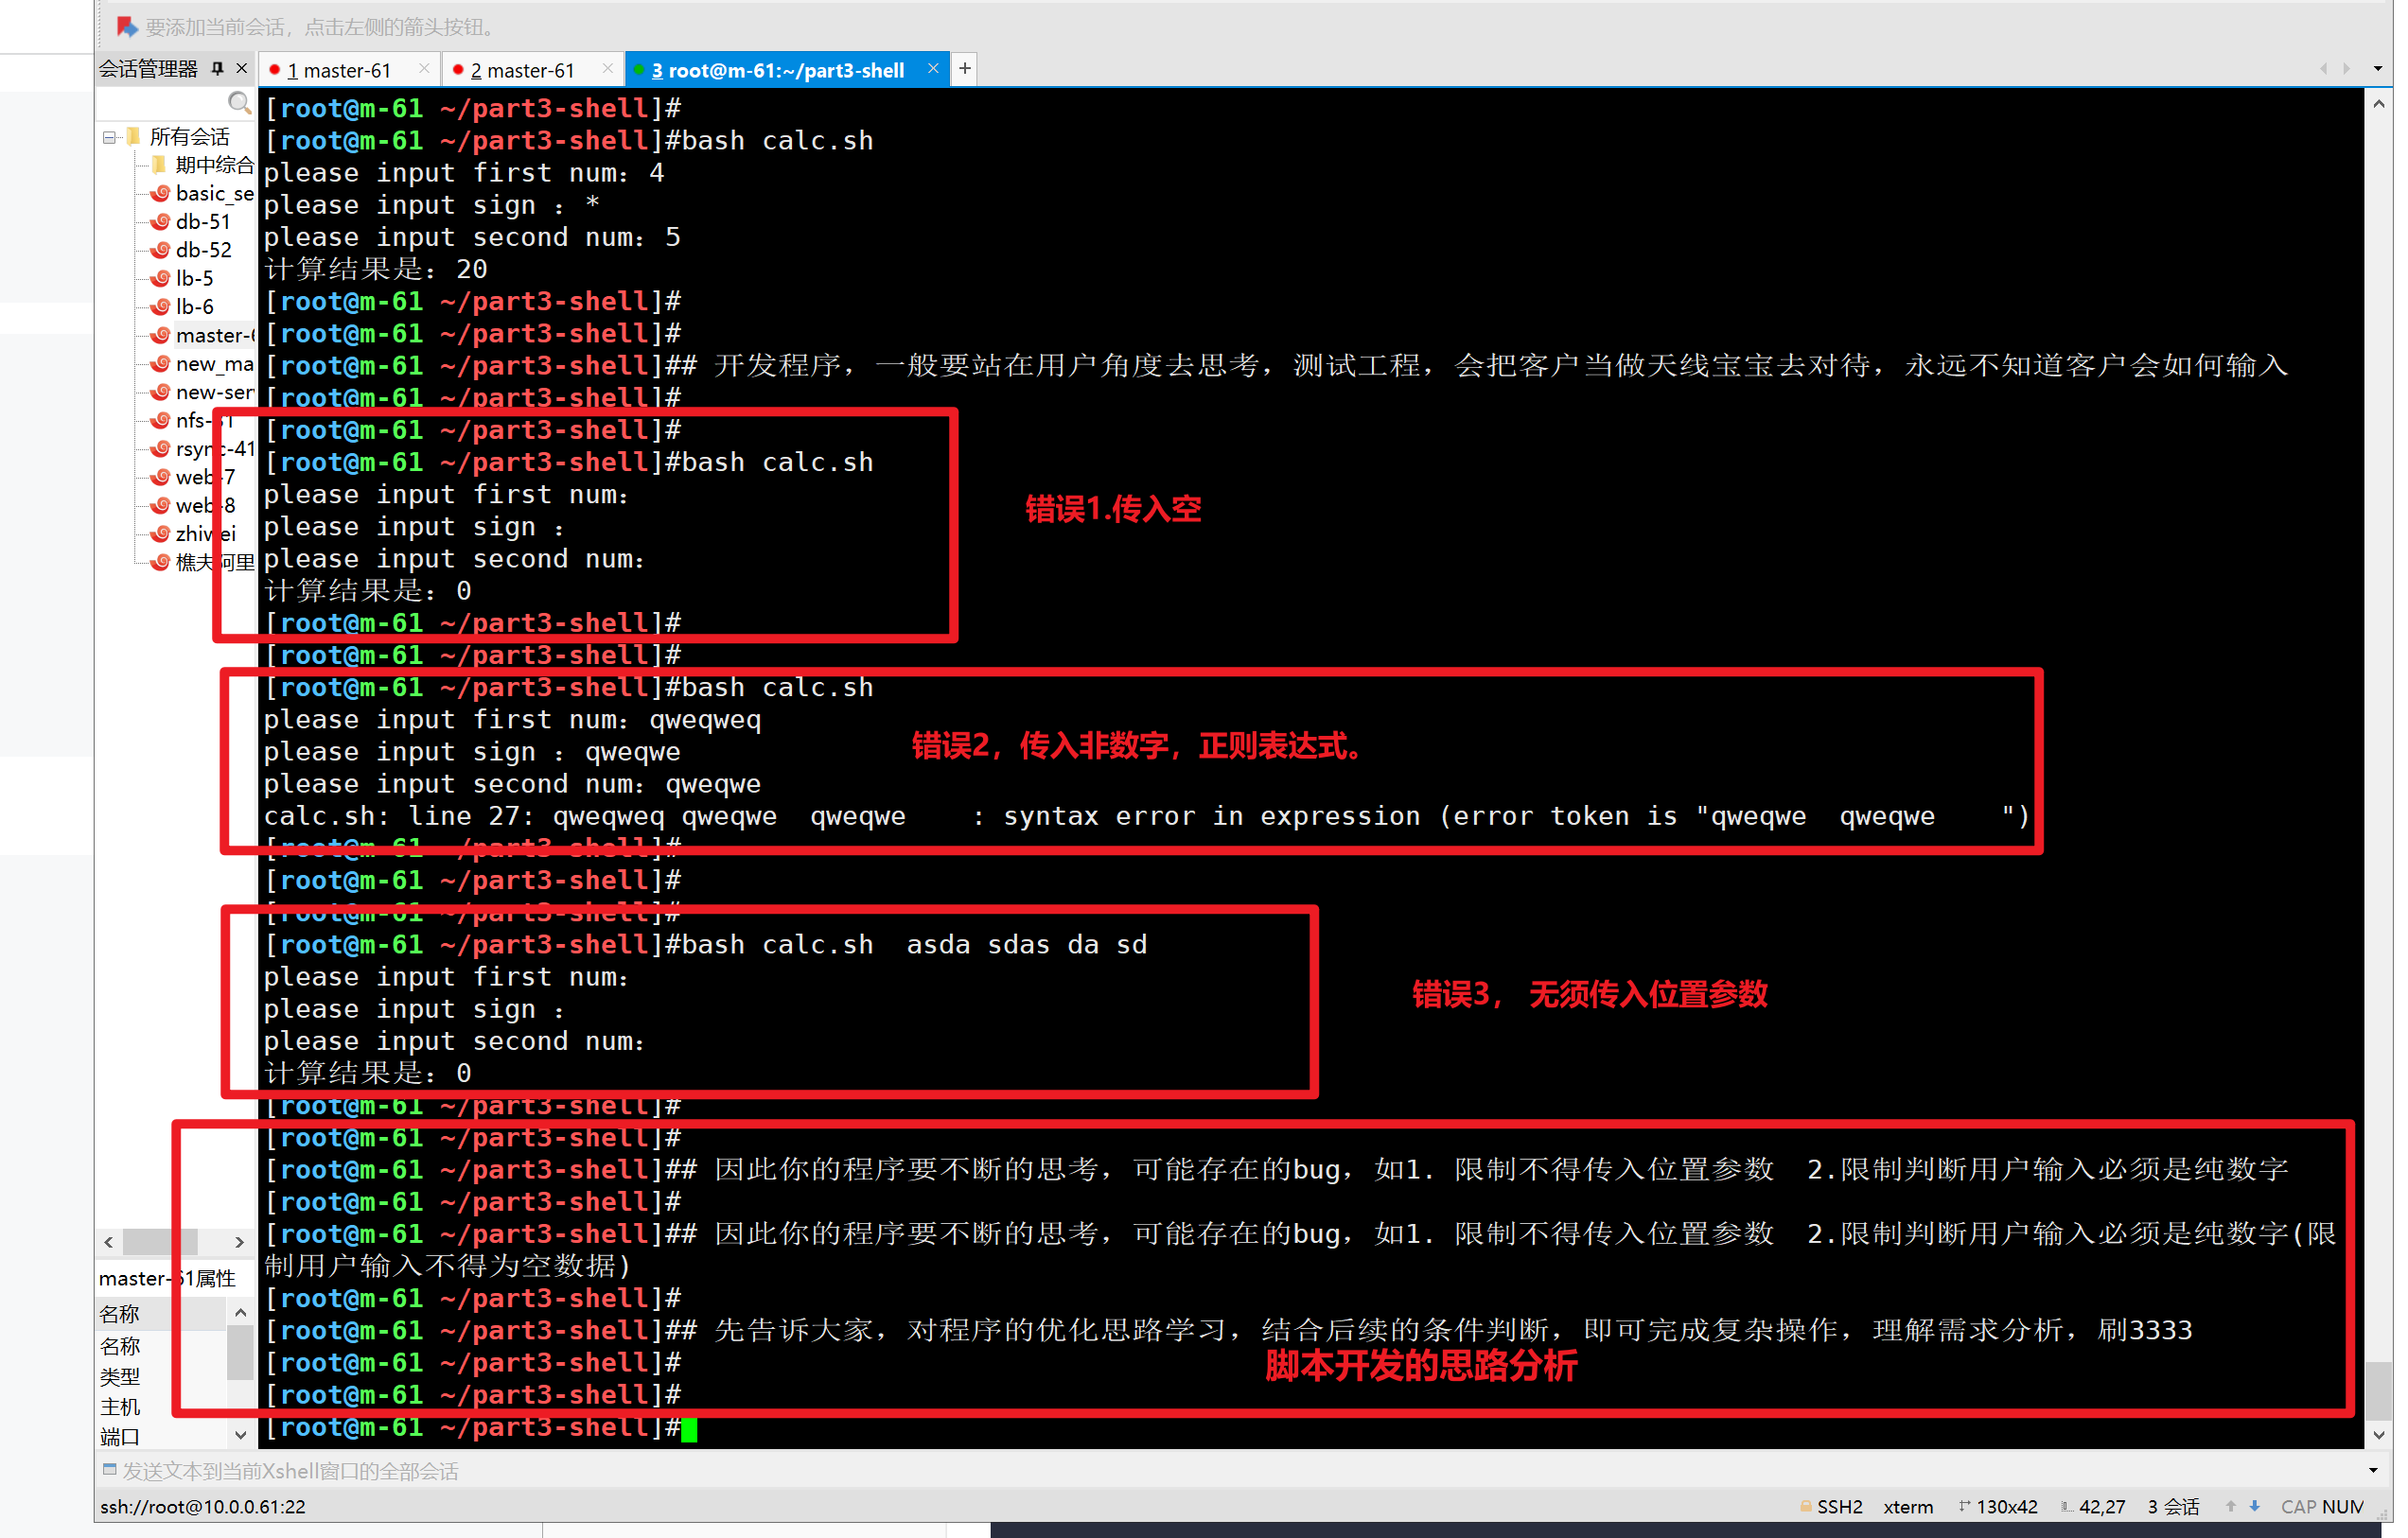 要添加当前会话，点击左侧的箭头按钮。
会话管理器
1 master-61
2 master-61
3 root@m-61:~/part3-shell
所有会话
期中综合
basic_se
db-51
db-52
lb-5
lb-6
master-6
new_ma
new-ser
nfs-31
rsync-41
web-7
web-8
zhiwei
樵夫阿里
[root@m-61 ~/part3-shell]#
[root@m-61 ~/part3-shell]#bash calc.sh
please input first num：4
please input sign ：*
please input second num：5
计算结果是：20
[root@m-61 ~/part3-shell]#
[root@m-61 ~/part3-shell]#
[root@m-61 ~/part3-shell]## 开发程序，一般要站在用户角度去思考，测试工程，会把客户当做天线宝宝去对待，永远不知道客户会如何输入
[root@m-61 ~/part3-shell]#
[root@m-61 ~/part3-shell]#
[root@m-61 ~/part3-shell]#bash calc.sh
please input first num：
please input sign ：
please input second num：
计算结果是：0
错误1.传入空
[root@m-61 ~/part3-shell]#
[root@m-61 ~/part3-shell]#
[root@m-61 ~/part3-shell]#bash calc.sh
please input first num：qweqweq
please input sign ：qweqwe
please input second num：qweqwe
错误2，传入非数字，正则表达式。
calc.sh: line 27: qweqweq qweqwe  qweqwe    : syntax error in expression (error token is "qweqwe  qweqwe    ")
[root@m-61 ~/part3-shell]#
[root@m-61 ~/part3-shell]#
[root@m-61 ~/part3-shell]#
[root@m-61 ~/part3-shell]#bash calc.sh  asda sdas da sd
please input first num：
please input sign ：
please input second num：
计算结果是：0
错误3， 无须传入位置参数
[root@m-61 ~/part3-shell]#
[root@m-61 ~/part3-shell]#
[root@m-61 ~/part3-shell]## 因此你的程序要不断的思考，可能存在的bug，如1. 限制不得传入位置参数  2.限制判断用户输入必须是纯数字
[root@m-61 ~/part3-shell]#
[root@m-61 ~/part3-shell]## 因此你的程序要不断的思考，可能存在的bug，如1. 限制不得传入位置参数  2.限制判断用户输入必须是纯数字(限
制用户输入不得为空数据)
[root@m-61 ~/part3-shell]#
[root@m-61 ~/part3-shell]## 先告诉大家，对程序的优化思路学习，结合后续的条件判断，即可完成复杂操作，理解需求分析，刷3333
[root@m-61 ~/part3-shell]#
脚本开发的思路分析
[root@m-61 ~/part3-shell]#
[root@m-61 ~/part3-shell]#
master-61属性
名称
名称
类型
主机
端口
发送文本到当前Xshell窗口的全部会话
ssh://root@10.0.0.61:22
SSH2
xterm
130x42
42,27
3 会话
CAP NUM